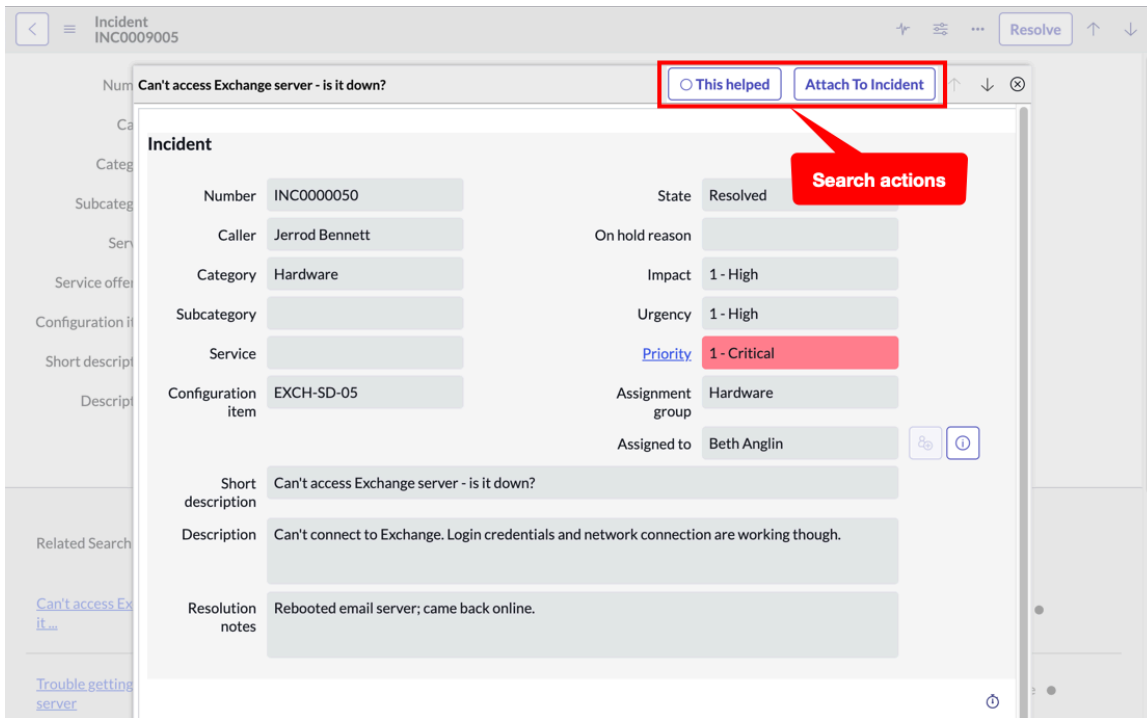 Incident
INC0009005
Resolve
Can't access Exchange server - is it down?
This helped
Attach To Incident
Search actions
Incident
Number INC0000050
State Resolved
Caller Jerrod Bennett
On hold reason
Category Hardware
Impact 1 - High
Subcategory
Urgency 1 - High
Service
Priority 1 - Critical
Configuration item EXCH-SD-05
Assignment group Hardware
Assigned to Beth Anglin
Short description Can't access Exchange server - is it down?
Description Can't connect to Exchange. Login credentials and network connection are working though.
Resolution notes Rebooted email server; came back online.
Num
Ca
Categ
Subcateg
Serv
Service offer
Configuration it
Short descript
Descript
Related Search
Can't access Ex
it ...
Trouble getting
server